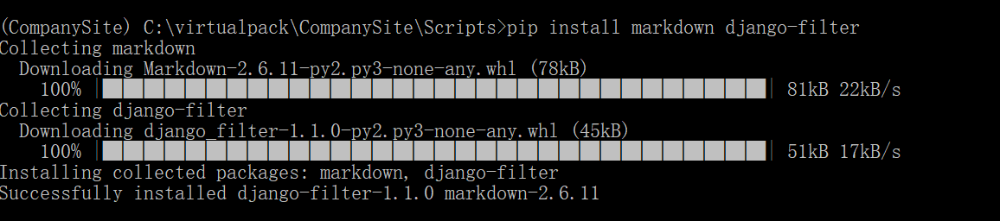 (CompanySite) C:\virtualpack\CompanySite\Scripts>pip install markdown django-filter
Collecting markdown
  Downloading Markdown-2.6.11-py2.py3-none-any.whl (78kB)
    100% |████████████████████████████████| 81kB 22kB/s
Collecting django-filter
  Downloading django_filter-1.1.0-py2.py3-none-any.whl (45kB)
    100% |████████████████████████████████| 51kB 17kB/s
Installing collected packages: markdown, django-filter
Successfully installed django-filter-1.1.0 markdown-2.6.11